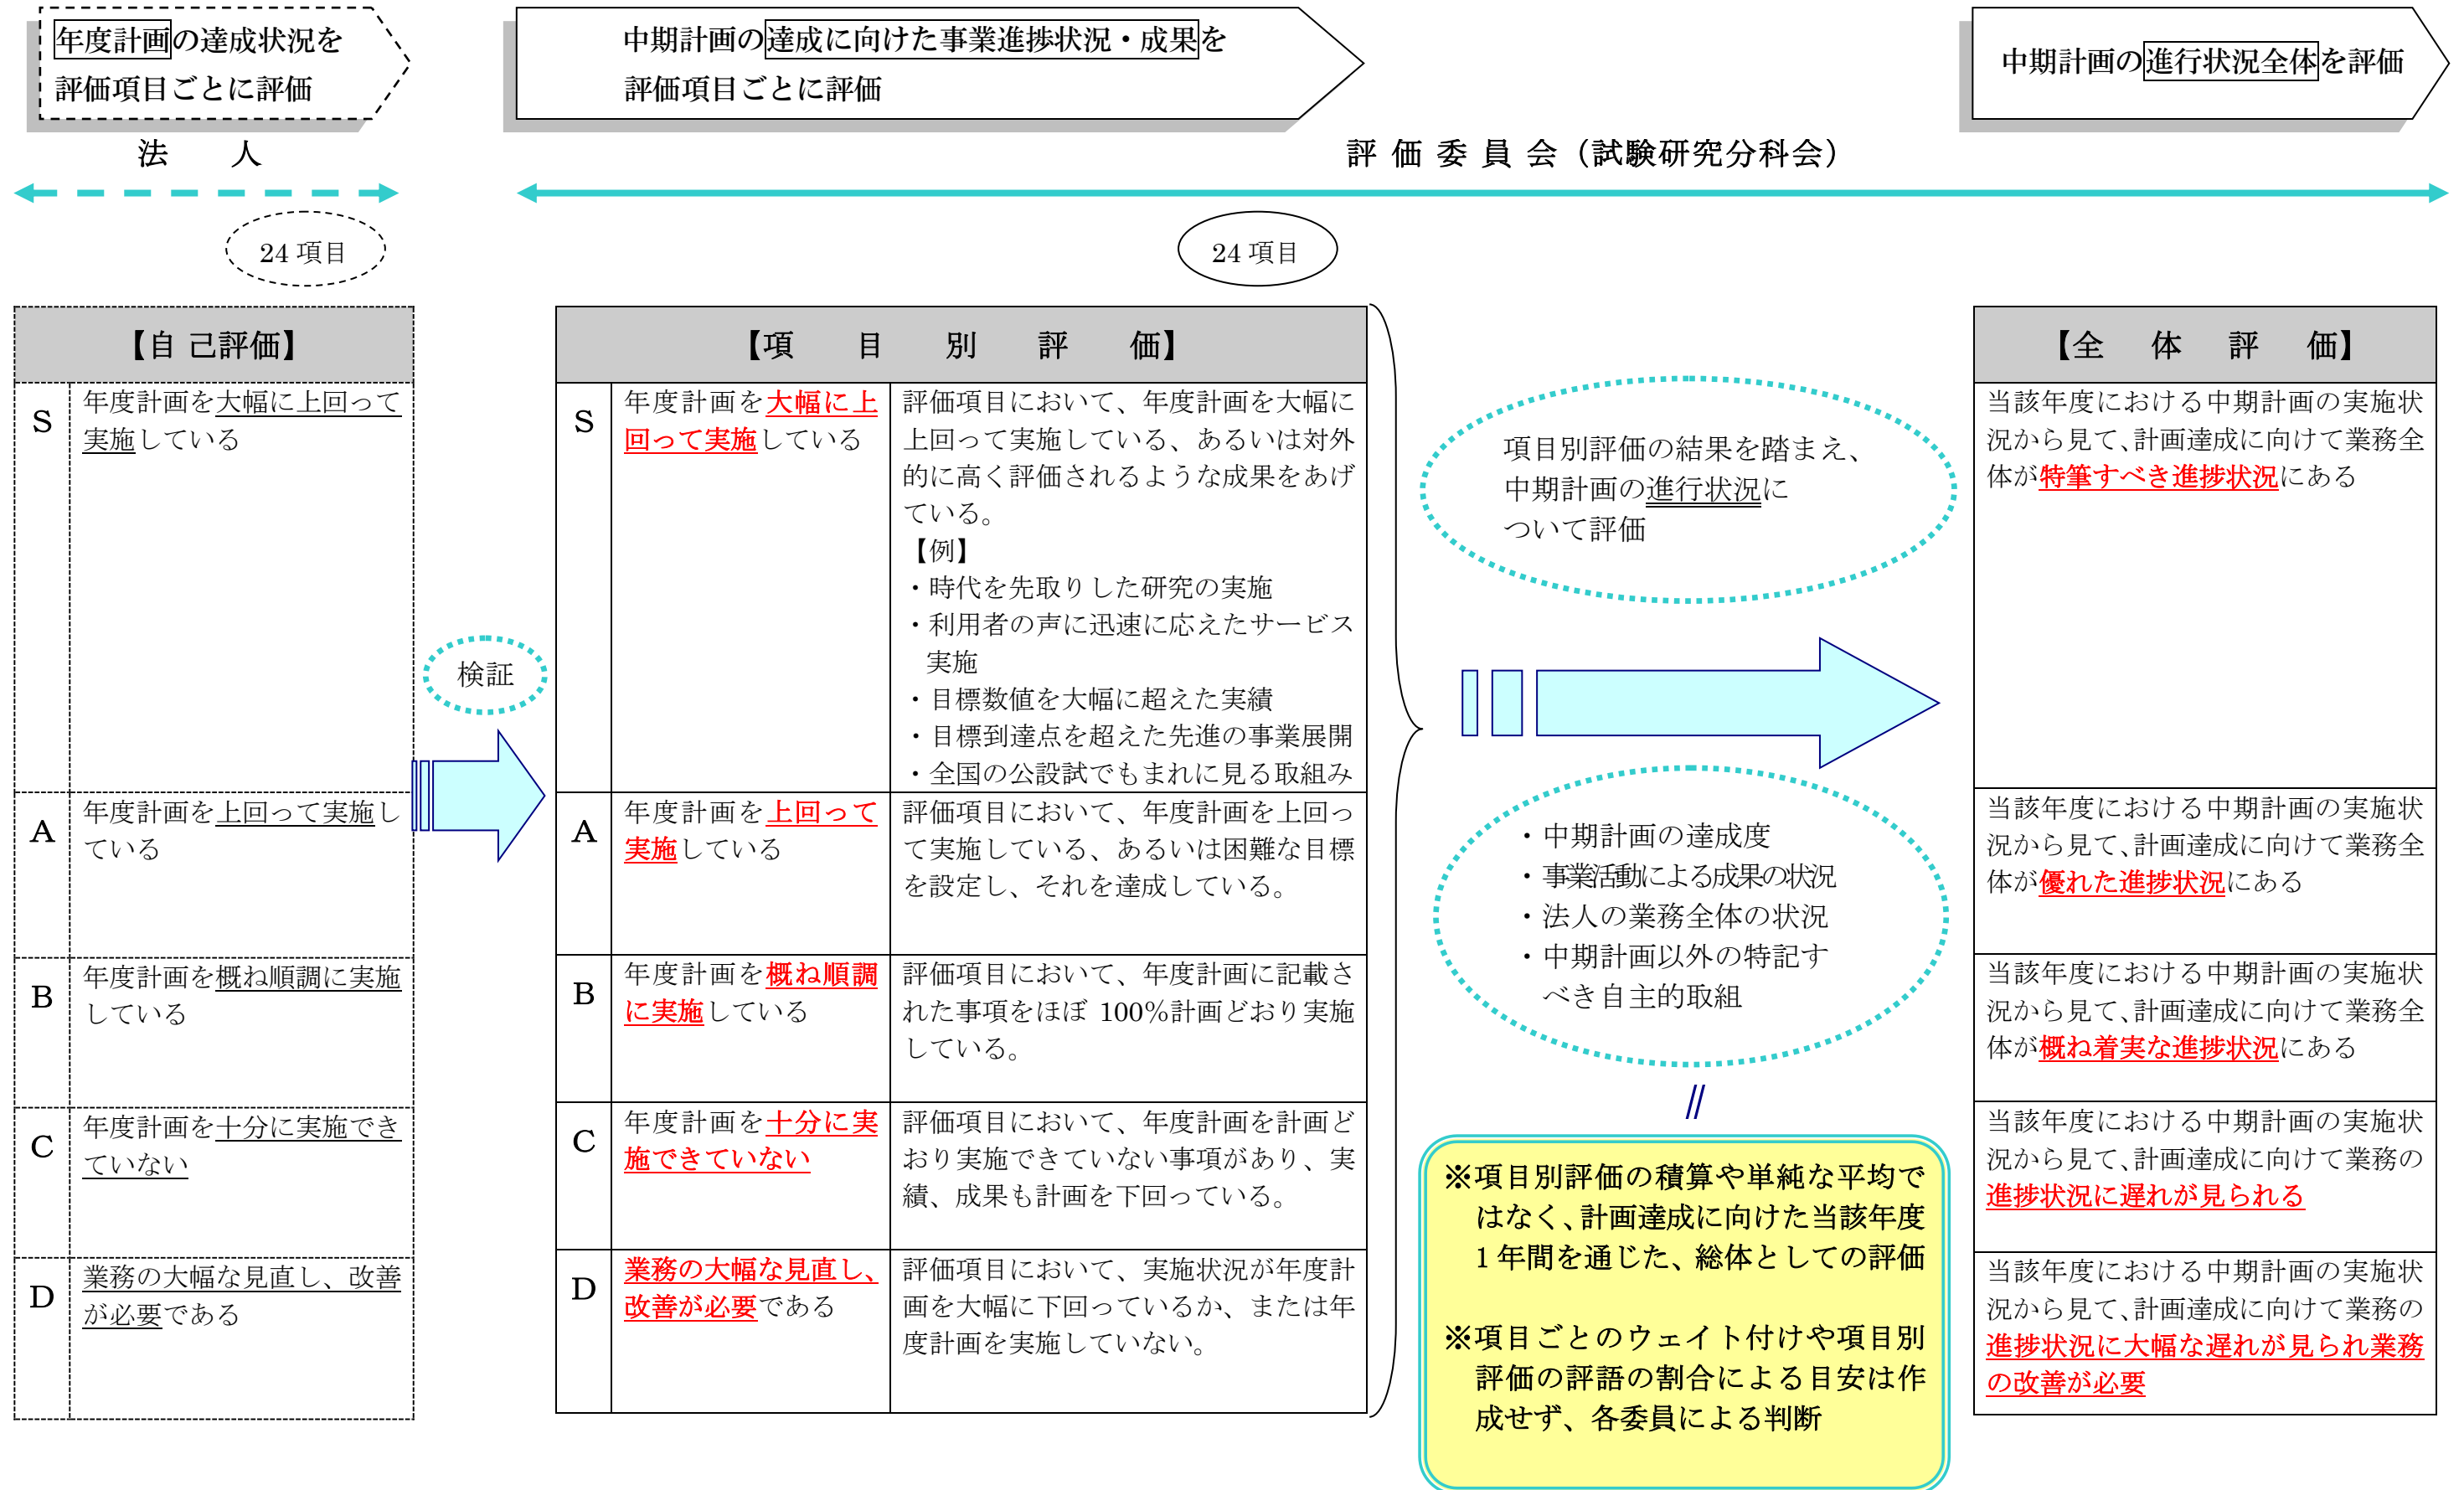 年度計画の達成状況を
評価項目ごとに評価
中期計画の達成に向けた事業進捗状況・成果を
評価項目ごとに評価
中期計画の進行状況全体を評価
法　人
評 価 委 員 会（試験研究分科会）
24 項目
24 項目
【自 己評価】
S
年度計画を大幅に上回って
実施している
A
年度計画を上回って実施し
ている
B
年度計画を概ね順調に実施
している
C
年度計画を十分に実施でき
ていない
D
業務の大幅な見直し、改善
が必要である
検証
【項　目　別　評　価】
S
年度計画を大幅に上
回って実施している
評価項目において、年度計画を大幅に
上回って実施している、あるいは対外
的に高く評価されるような成果をあげ
ている。
【例】
・時代を先取りした研究の実施
・利用者の声に迅速に応えたサービス
実施
・目標数値を大幅に超えた実績
・目標到達点を超えた先進の事業展開
・全国の公設試でもまれに見る取組み
A
年度計画を上回って
実施している
評価項目において、年度計画を上回っ
て実施している、あるいは困難な目標
を設定し、それを達成している。
B
年度計画を概ね順調
に実施している
評価項目において、年度計画に記載さ
れた事項をほぼ 100％計画どおり実施
している。
C
年度計画を十分に実
施できていない
評価項目において、年度計画を計画ど
おり実施できていない事項があり、実
績、成果も計画を下回っている。
D
業務の大幅な見直し、
改善が必要である
評価項目において、実施状況が年度計
画を大幅に下回っているか、または年
度計画を実施していない。
項目別評価の結果を踏まえ、
中期計画の進行状況に
ついて評価
・中期計画の達成度
・事業活動による成果の状況
・法人の業務全体の状況
・中期計画以外の特記す
べき自主的取組
※項目別評価の積算や単純な平均で
はなく、計画達成に向けた当該年度
1 年間を通じた、総体としての評価
※項目ごとのウェイト付けや項目別
評価の評語の割合による目安は作
成せず、各委員による判断
【全　体　評　価】
当該年度における中期計画の実施状
況から見て、計画達成に向けて業務全
体が特筆すべき進捗状況にある
当該年度における中期計画の実施状
況から見て、計画達成に向けて業務全
体が優れた進捗状況にある
当該年度における中期計画の実施状
況から見て、計画達成に向けて業務全
体が概ね着実な進捗状況にある
当該年度における中期計画の実施状
況から見て、計画達成に向けて業務の
進捗状況に遅れが見られる
当該年度における中期計画の実施状
況から見て、計画達成に向けて業務の
進捗状況に大幅な遅れが見られ業務
の改善が必要